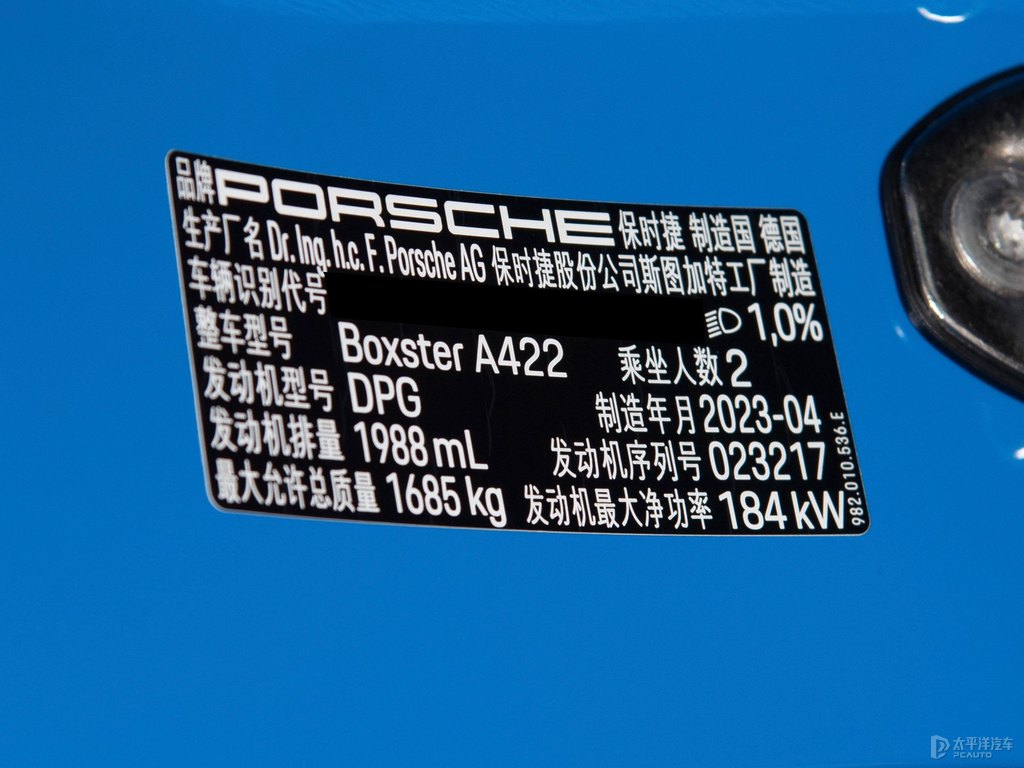 品牌 PORSCHE 保时捷 制造国 德国
生产厂名 Dr. Ing. h.c. F. Porsche AG 保时捷股份公司斯图加特工厂制造
车辆识别代号 1,0%
整车型号 Boxster A422 乘坐人数 2
发动机型号 DPG 制造年月 2023-04
发动机排量 1988 mL 发动机序列号 023217
最大允许总质量 1685 kg 发动机最大净功率 184 kW
982.010.536.E
太平洋汽车
PCAUTO